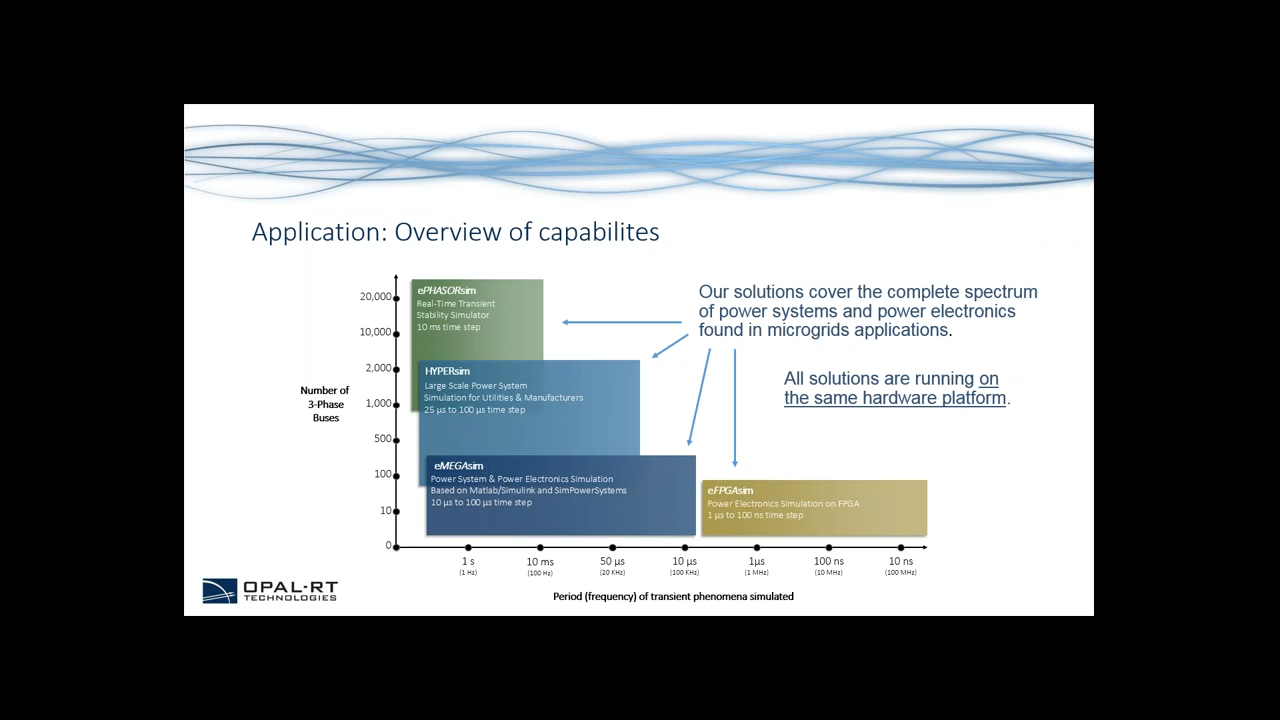 Application: Overview of capabilites
Our solutions cover the complete spectrum
of power systems and power electronics
found in microgrids applications.
All solutions are running on
the same hardware platform.
Number of
3-Phase
Buses
20,000
10,000
2,000
1,000
500
100
10
0
ePHASORsim
Real-Time Transient
Stability Simulator
10 ms time step
HYPERsim
Large Scale Power System
Simulation for Utilities & Manufacturers
25 µs to 100 µs time step
eMEGAsim
Power System & Power Electronics Simulation
Based on Matlab/Simulink and SimPowerSystems
10 µs to 100 µs time step
eFPGAsim
Power Electronics Simulation on FPGA
1 µs to 100 ns time step
1 s 10 ms 50 µs 10 µs 1µs 100 ns 10 ns
(1 Hz) (100 Hz) (20 KHz) (100 KHz) (1 MHz) (10 MHz) (100 MHz)
Period (frequency) of transient phenomena simulated
OPAL-RT
TECHNOLOGIES